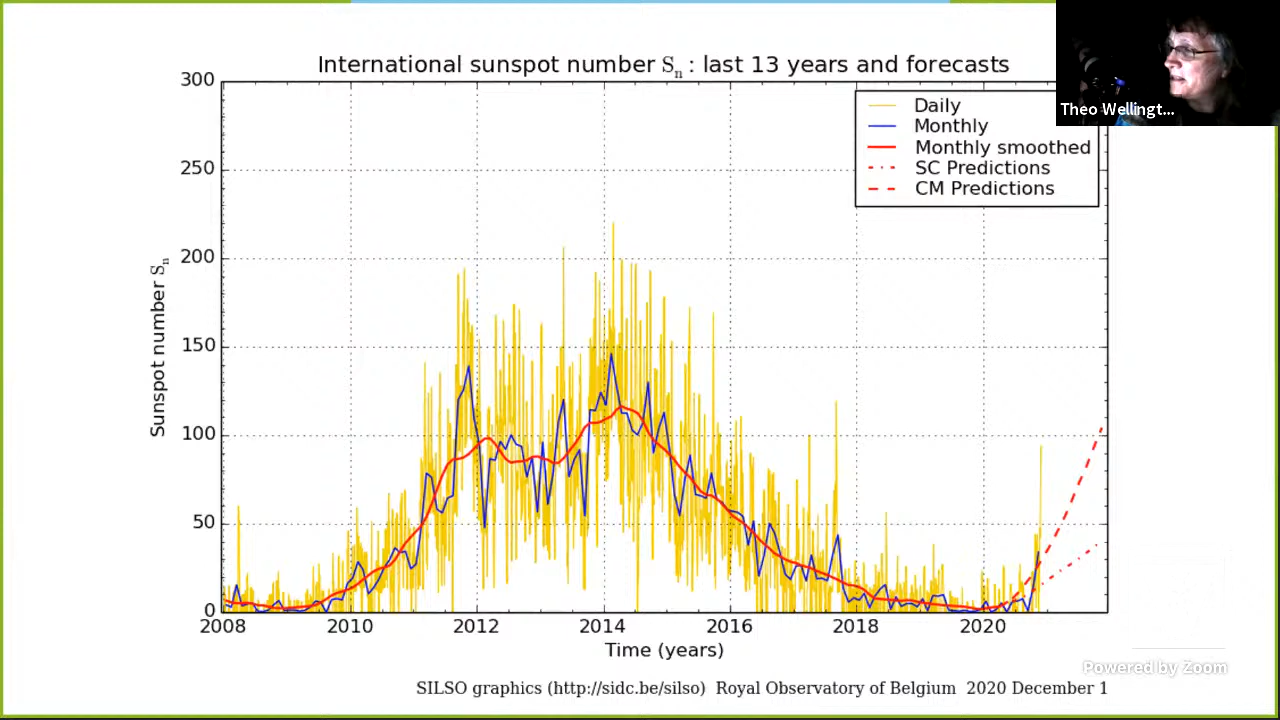 International sunspot number Sn : last 13 years and forecasts
Theo Wellingt...
Daily
Monthly
Monthly smoothed
SC Predictions
CM Predictions
300
250
200
150
100
50
0
Sunspot number Sn
2008 2010 2012 2014 2016 2018 2020
Time (years)
Powered by Zoom
SILSO graphics (http://sidc.be/silso) Royal Observatory of Belgium 2020 December 1